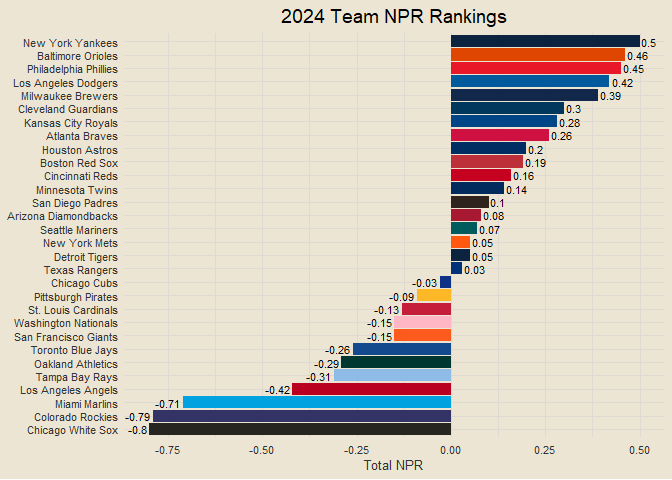 2024 Team NPR Rankings
New York Yankees 0.5
Baltimore Orioles 0.46
Philadelphia Phillies 0.45
Los Angeles Dodgers 0.42
Milwaukee Brewers 0.39
Cleveland Guardians 0.3
Kansas City Royals 0.28
Atlanta Braves 0.26
Houston Astros 0.2
Boston Red Sox 0.19
Cincinnati Reds 0.16
Minnesota Twins 0.14
San Diego Padres 0.1
Arizona Diamondbacks 0.08
Seattle Mariners 0.07
New York Mets 0.05
Detroit Tigers 0.05
Texas Rangers 0.03
Chicago Cubs -0.03
Pittsburgh Pirates -0.09
St. Louis Cardinals -0.13
Washington Nationals -0.15
San Francisco Giants -0.15
Toronto Blue Jays -0.26
Oakland Athletics -0.29
Tampa Bay Rays -0.31
Los Angeles Angels -0.42
Miami Marlins -0.71
Colorado Rockies -0.79
Chicago White Sox -0.8
-0.75 -0.50 -0.25 0.00 0.25 0.50
Total NPR